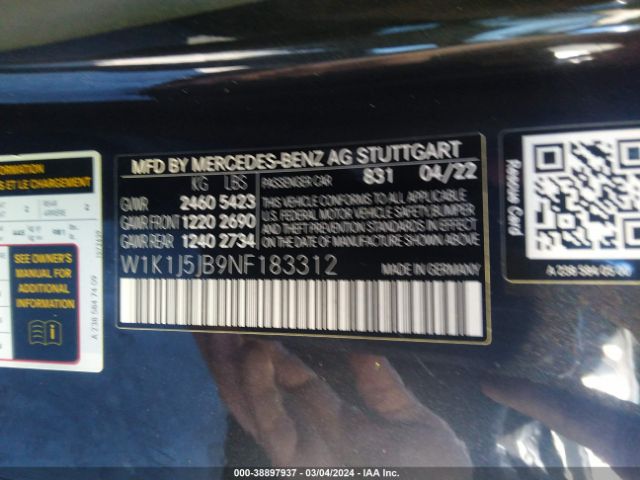 MFD BY MERCEDES-BENZ AG STUTTGART
KG LBS
PASSENGER CAR 831 04/22
GAWR 2460 5423
GAWR FRONT 1220 2690
GAWR REAR 1240 2734
THIS VEHICLE CONFORMS TO ALL APPLICABLE
U.S. FEDERAL MOTOR VEHICLE SAFETY, BUMPER
AND THEFT PREVENTION STANDARDS IN EFFECT
ON THE DATE OF MANUFACTURE SHOWN ABOVE.
W1K1J5JB9NF183312
MADE IN GERMANY
SEE OWNER'S
MANUAL FOR
ADDITIONAL
INFORMATION
A 238 584 74 09
Rescue Card
000-38897937 - 03/04/2024 - IAA Inc.